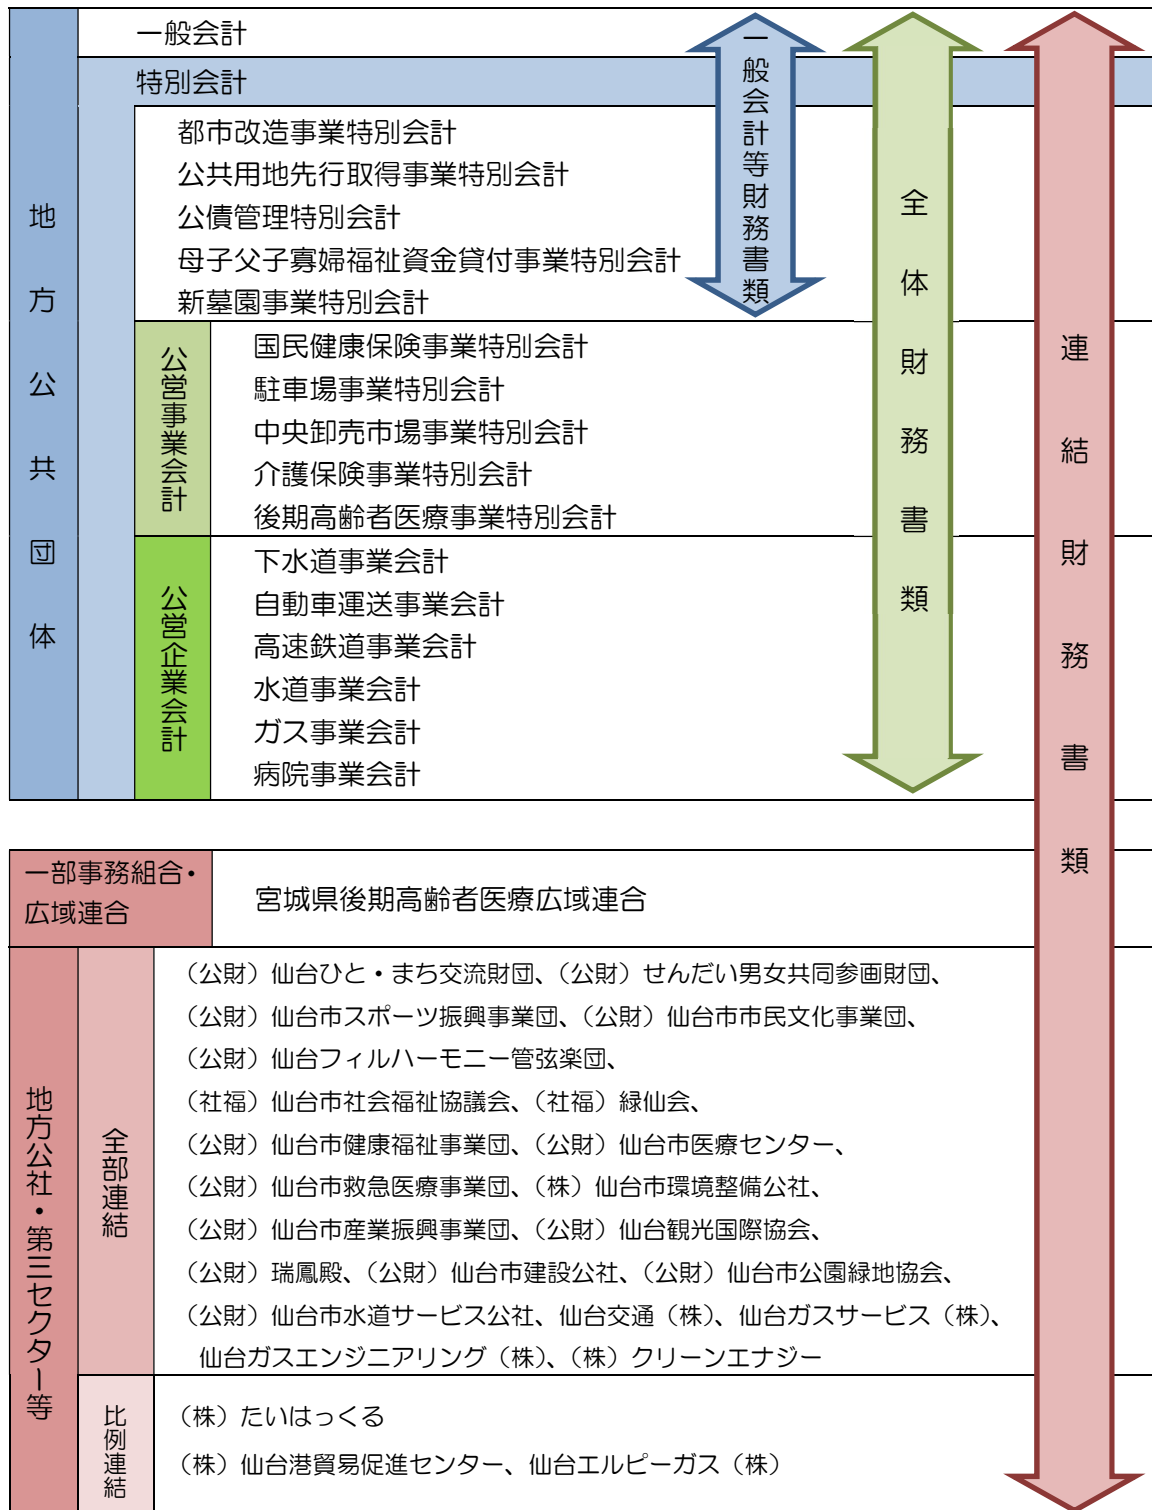 地方公共団体
一般会計
特別会計
都市改造事業特別会計
公共用地先行取得事業特別会計
公債管理特別会計
母子父子寡婦福祉資金貸付事業特別会計
新墓園事業特別会計
公営事業会計
国民健康保険事業特別会計
駐車場事業特別会計
中央卸売市場事業特別会計
介護保険事業特別会計
後期高齢者医療事業特別会計
公営企業会計
下水道事業会計
自動車運送事業会計
高速鉄道事業会計
水道事業会計
ガス事業会計
病院事業会計
一般会計等財務書類
全体財務書類
連結財務書類
一部事務組合・
広域連合
宮城県後期高齢者医療広域連合
地方公社・第三セクター等
全部連結
（公財）仙台ひと・まち交流財団、（公財）せんだい男女共同参画財団、
（公財）仙台市スポーツ振興事業団、（公財）仙台市市民文化事業団、
（公財）仙台フィルハーモニー管弦楽団、
（社福）仙台市社会福祉協議会、（社福）緑仙会、
（公財）仙台市健康福祉事業団、（公財）仙台市医療センター、
（公財）仙台市救急医療事業団、（株）仙台市環境整備公社、
（公財）仙台市産業振興事業団、（公財）仙台観光国際協会、
（公財）瑞鳳殿、（公財）仙台市建設公社、（公財）仙台市公園緑地協会、
（公財）仙台市水道サービス公社、仙台交通（株）、仙台ガスサービス（株）、
仙台ガスエンジニアリング（株）、（株）クリーンエナジー
比例連結
（株）たいはっくる
（株）仙台港貿易促進センター、仙台エルピーガス（株）